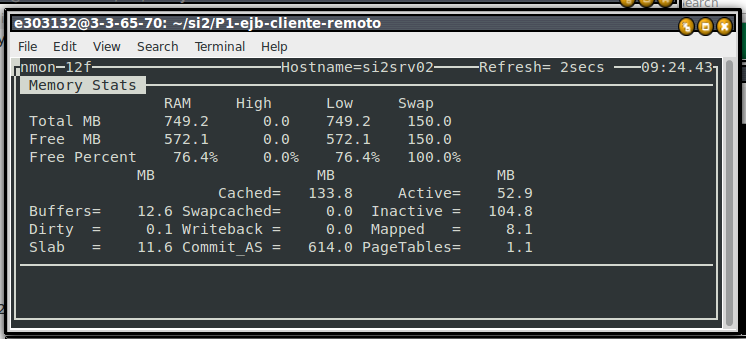 earch
e303132@3-3-65-70: ~/si2/P1-ejb-cliente-remoto
File Edit View Search Terminal Help
nmon-12f Hostname=si2srv02 Refresh= 2secs 09:24.43
Memory Stats
RAM High Low Swap
Total MB 749.2 0.0 749.2 150.0
Free MB 572.1 0.0 572.1 150.0
Free Percent 76.4% 0.0% 76.4% 100.0%
MB MB MB
Cached= 133.8 Active= 52.9
Buffers= 12.6 Swapcached= 0.0 Inactive = 104.8
Dirty = 0.1 Writeback = 0.0 Mapped = 8.1
Slab = 11.6 Commit_AS = 614.0 PageTables= 1.1